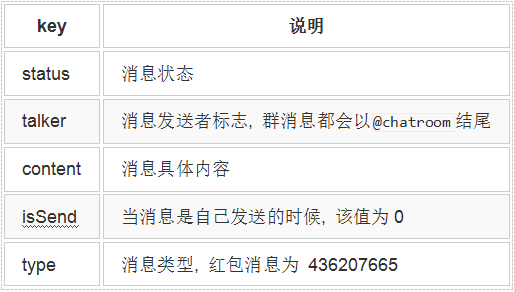 key 说明
status 消息状态
talker 消息发送者标志, 群消息都会以@chatroom 结尾
content 消息具体内容
isSend 当消息是自己发送的时候, 该值为 0
type 消息类型, 红包消息为 436207665